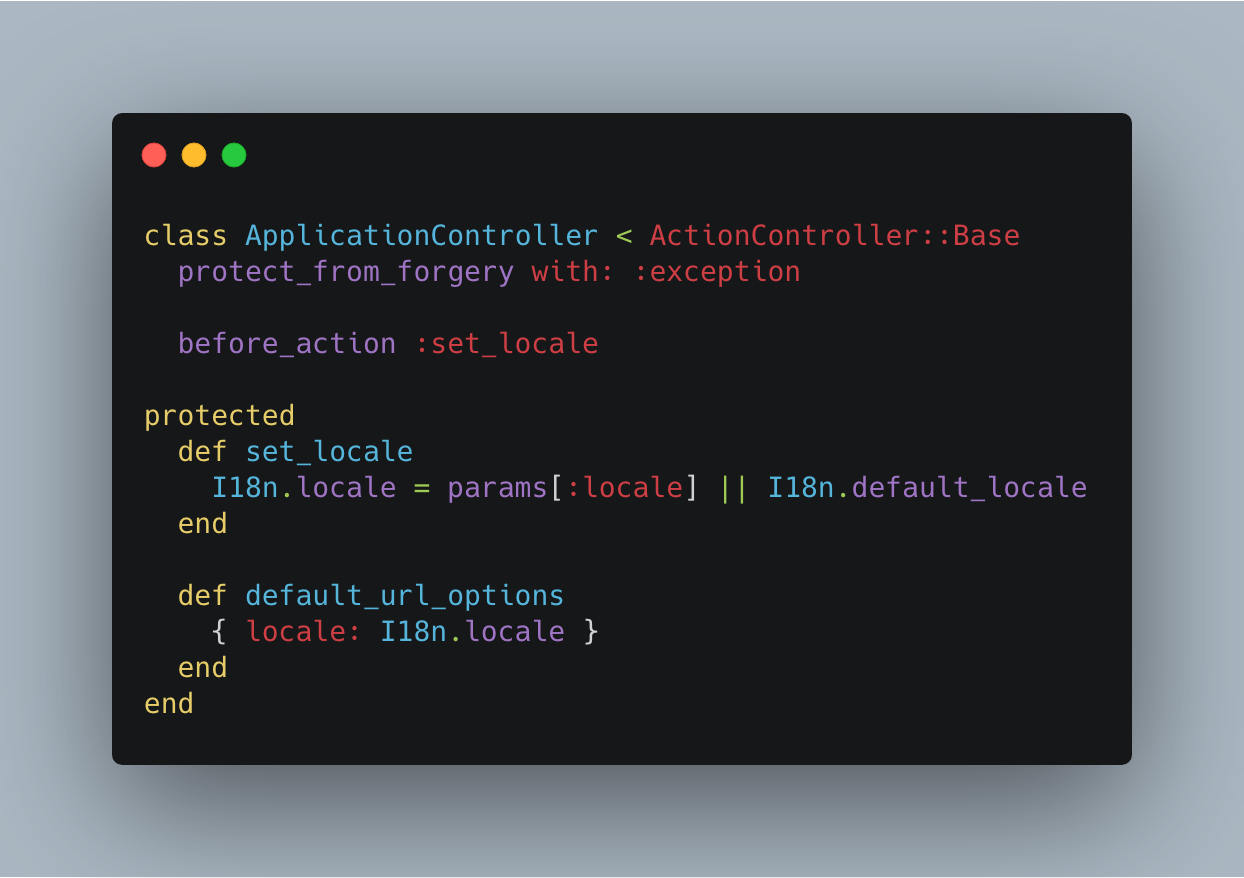 class ApplicationController < ActionController::Base
  protect_from_forgery with: :exception

  before_action :set_locale

protected
  def set_locale
    I18n.locale = params[:locale] || I18n.default_locale
  end

  def default_url_options
    { locale: I18n.locale }
  end
end